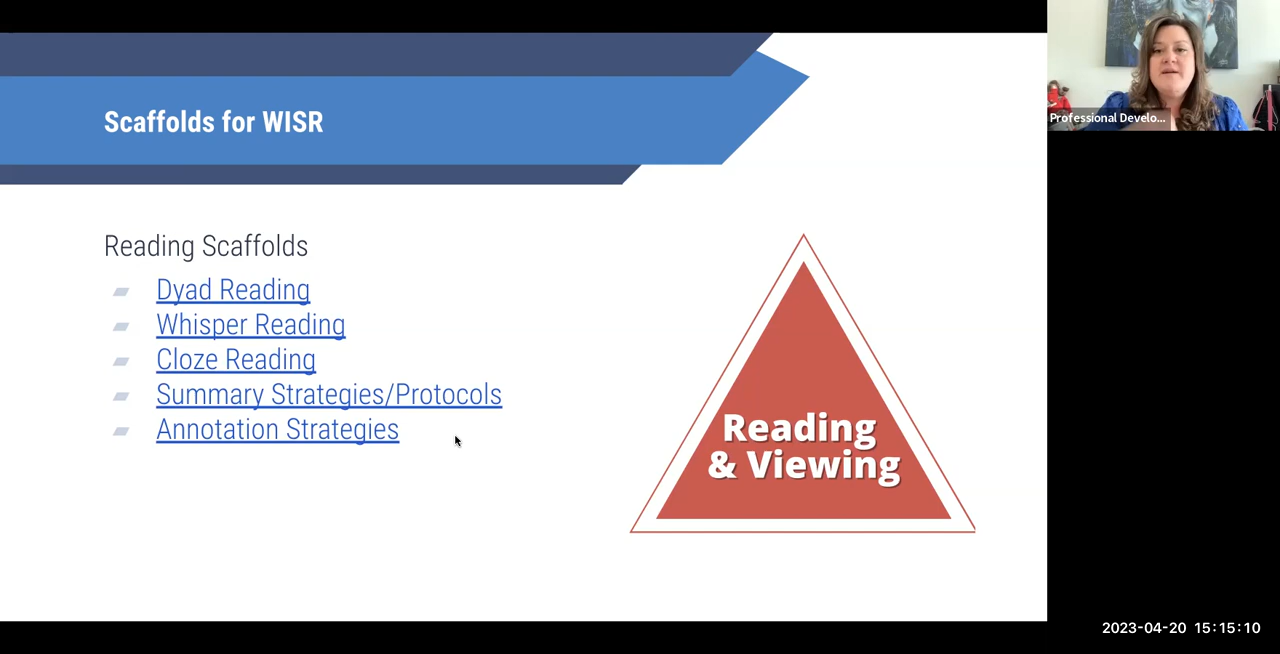 Scaffolds for WISR
Professional Develo...
Reading Scaffolds
Dyad Reading
Whisper Reading
Cloze Reading
Summary Strategies/Protocols
Annotation Strategies
Reading
& Viewing
2023-04-20 15:15:10